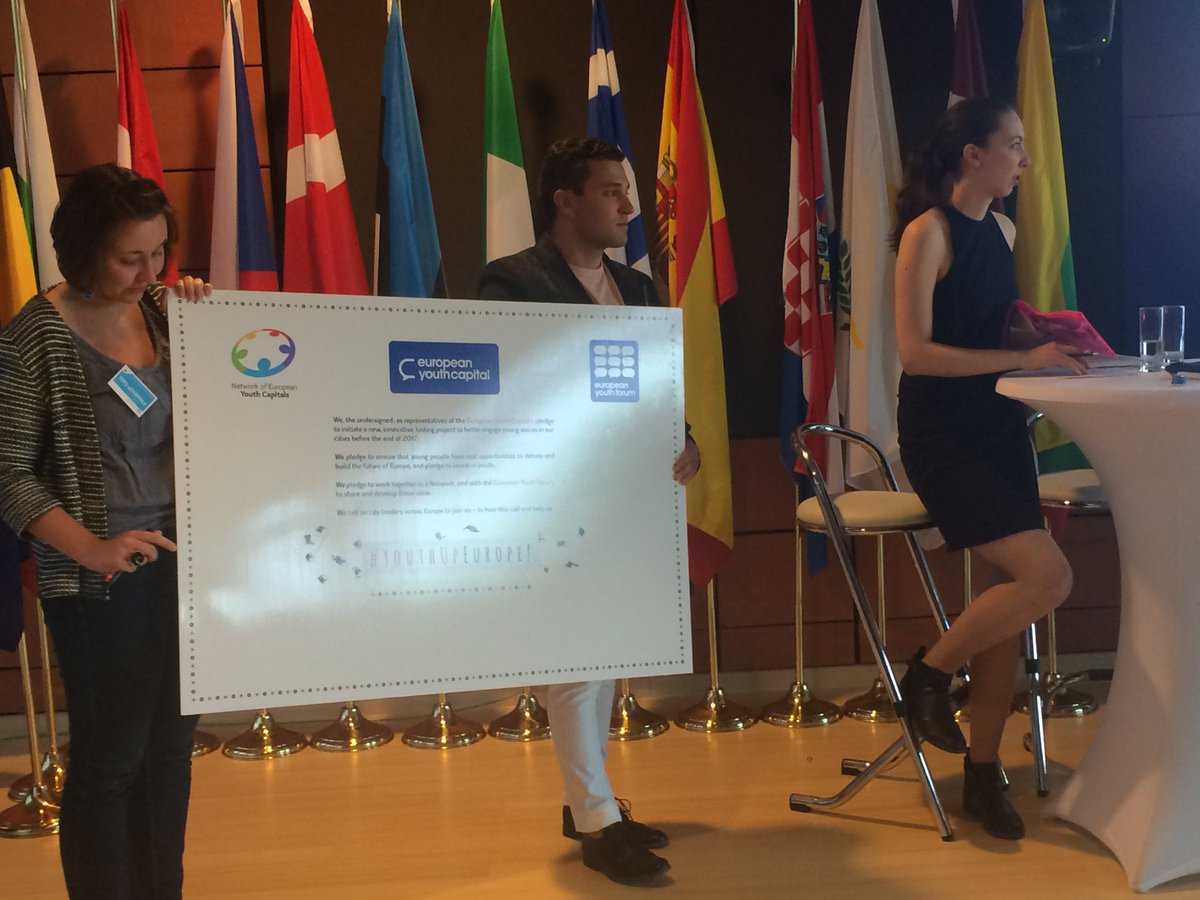 Network of European
Youth Capitals
european
youthcapital
european
youthforum
We, the undersigned, as representatives of the European Youth Capitals, pledge
to initiate a new, innovative, lasting project to better engage young voices in our
cities before the end of 2017.
We pledge to ensure that young people have real opportunities to debate and
build the future of Europe, and pledge to invest in youth.
We pledge to work together as a Network, and with the European Youth Forum,
to share and develop these ideas.
We call on city leaders across Europe to join us – to hear this call and help us
#YOUTHUPEUROPE!